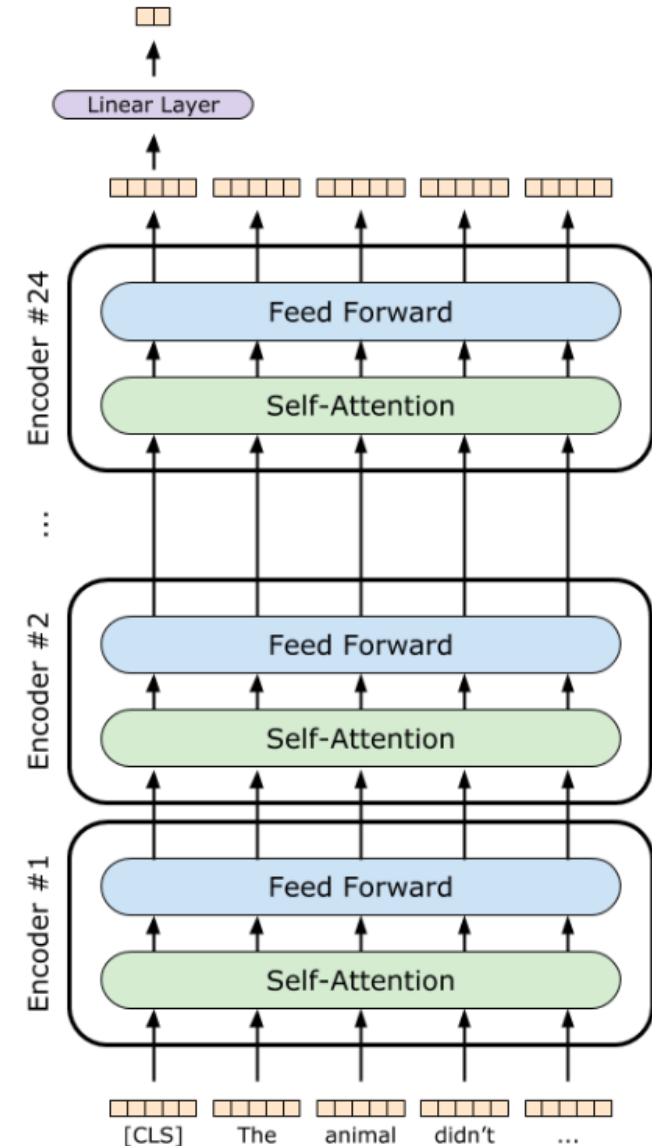 Linear Layer
Encoder #24
Feed Forward
Self-Attention
...
Encoder #2
Feed Forward
Self-Attention
Encoder #1
Feed Forward
Self-Attention
[CLS] The animal didn't ...